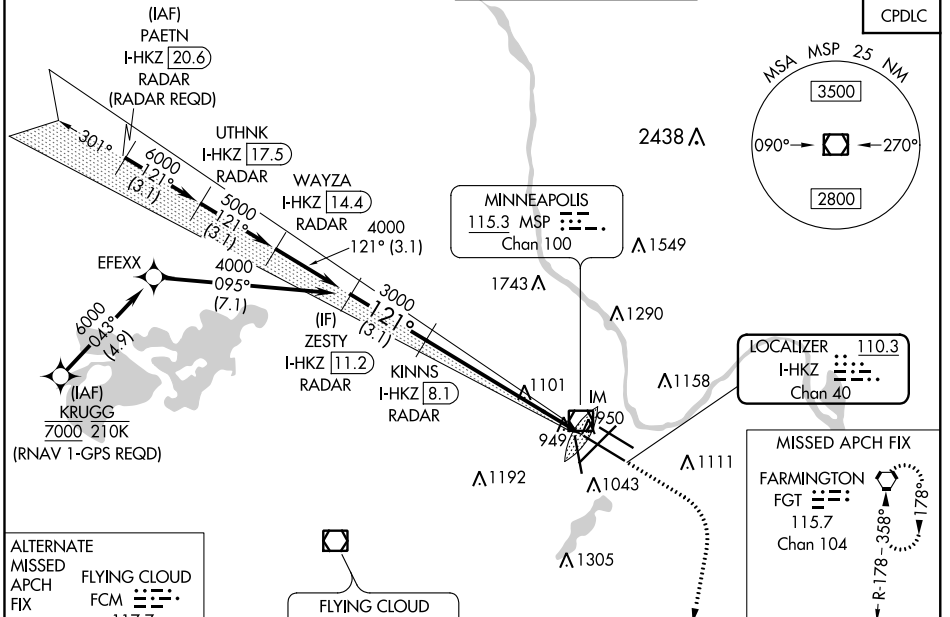 (IAF)
PAETN
I-HKZ 20.6
RADAR
(RADAR REQD)
CPDLC
MSA MSP 25 NM
3500
090°
270°
2800
301°
6000
121°
(3.1)
UTHNK
I-HKZ 17.5
RADAR
5000
121°
(3.1)
WAYZA
I-HKZ 14.4
RADAR
4000
121° (3.1)
2438
MINNEAPOLIS
115.3 MSP
Chan 100
1549
1743
1290
EFEXX
4000
095°
(7.1)
6000
043°
(4.9)
(IAF)
KRUGG
7000 210K
(RNAV 1-GPS REQD)
3000
121°
(3.1)
(IF)
ZESTY
I-HKZ 11.2
RADAR
KINNS
I-HKZ 8.1
RADAR
1101
IM
950
949
1158
LOCALIZER 110.3
I-HKZ
Chan 40
1192
1043
1111
1305
MISSED APCH FIX
FARMINGTON
FGT
115.7
Chan 104
178°
R-178
358°
ALTERNATE
MISSED
APCH
FIX
FLYING CLOUD
FCM
FLYING CLOUD